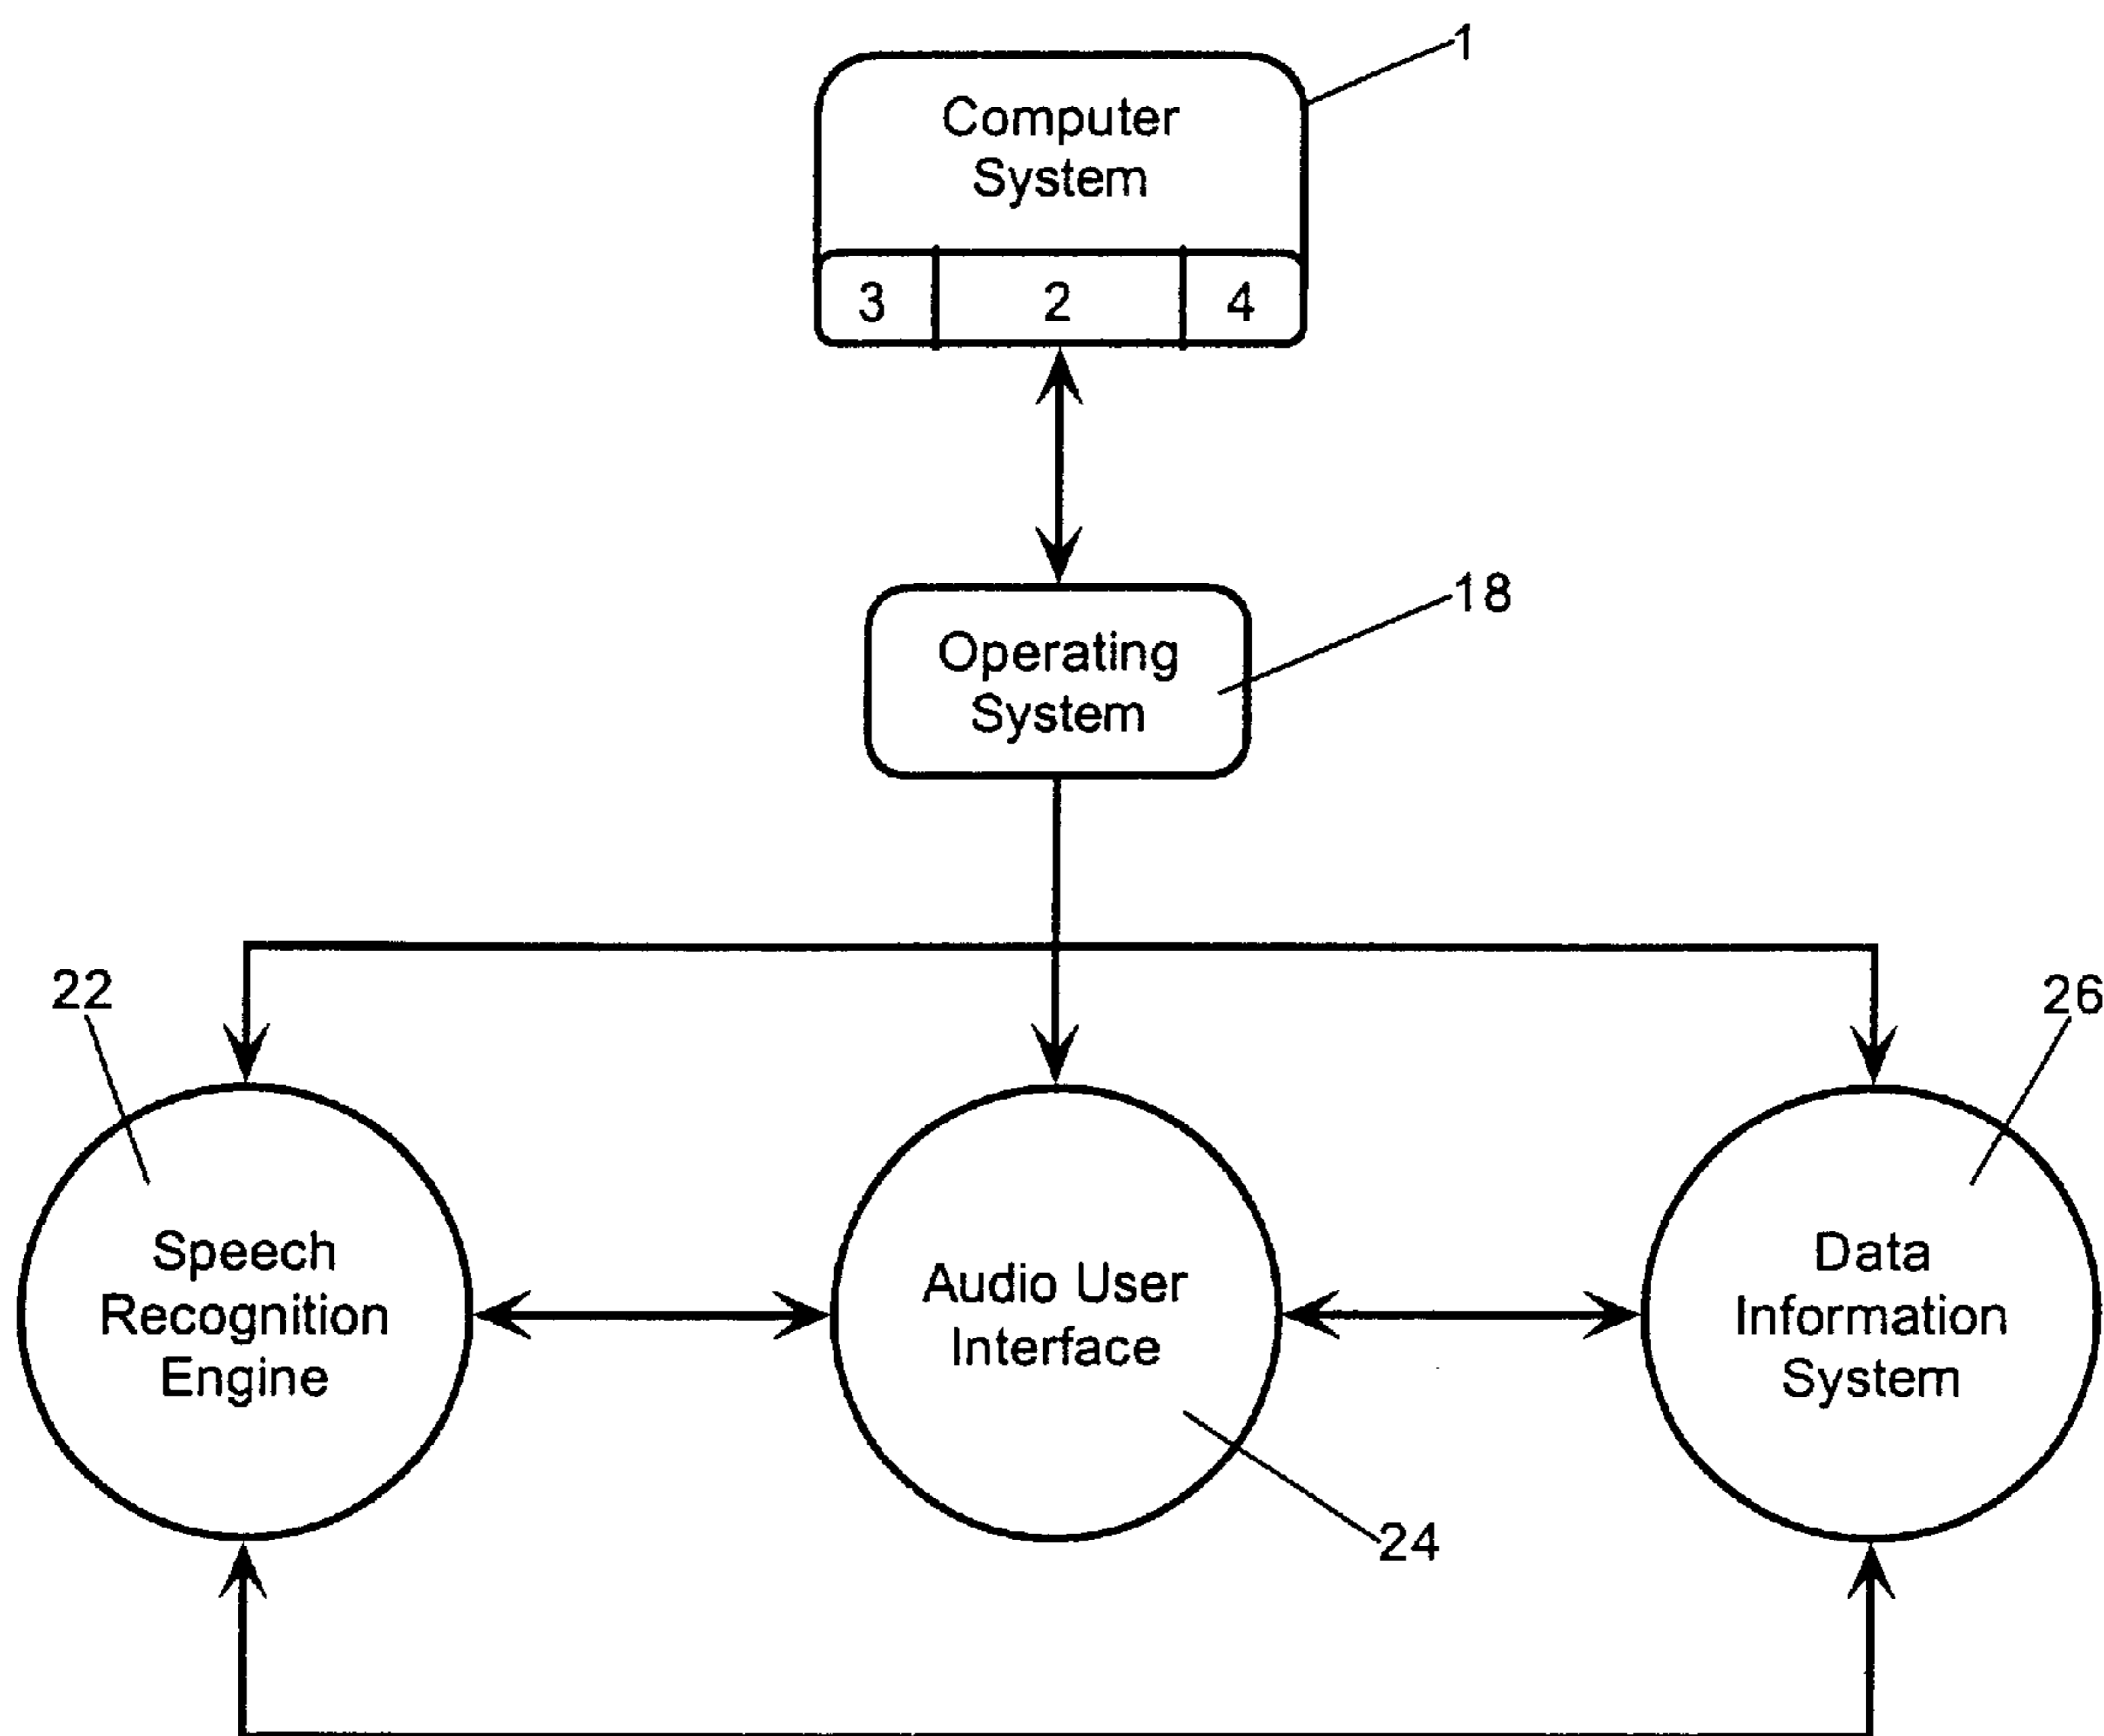 1
Computer
System
3 2 4
18
Operating
System
22
26
Speech
Recognition
Engine
Audio User
Interface
Data
Information
System
24